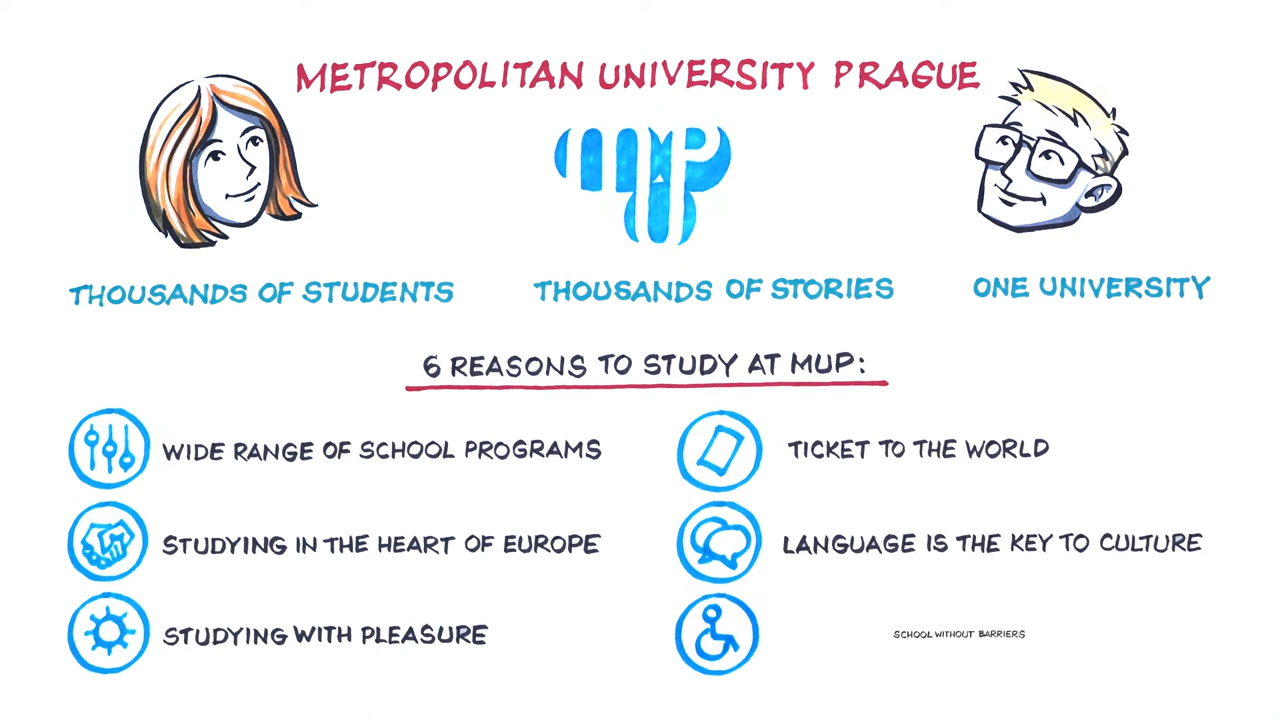 METROPOLITAN UNIVERSITY PRAGUE
mup
THOUSANDS OF STUDENTS
THOUSANDS OF STORIES
ONE UNIVERSITY
6 REASONS TO STUDY AT MUP:
WIDE RANGE OF SCHOOL PROGRAMS
TICKET TO THE WORLD
STUDYING IN THE HEART OF EUROPE
LANGUAGE IS THE KEY TO CULTURE
STUDYING WITH PLEASURE
SCHOOL WITHOUT BARRIERS